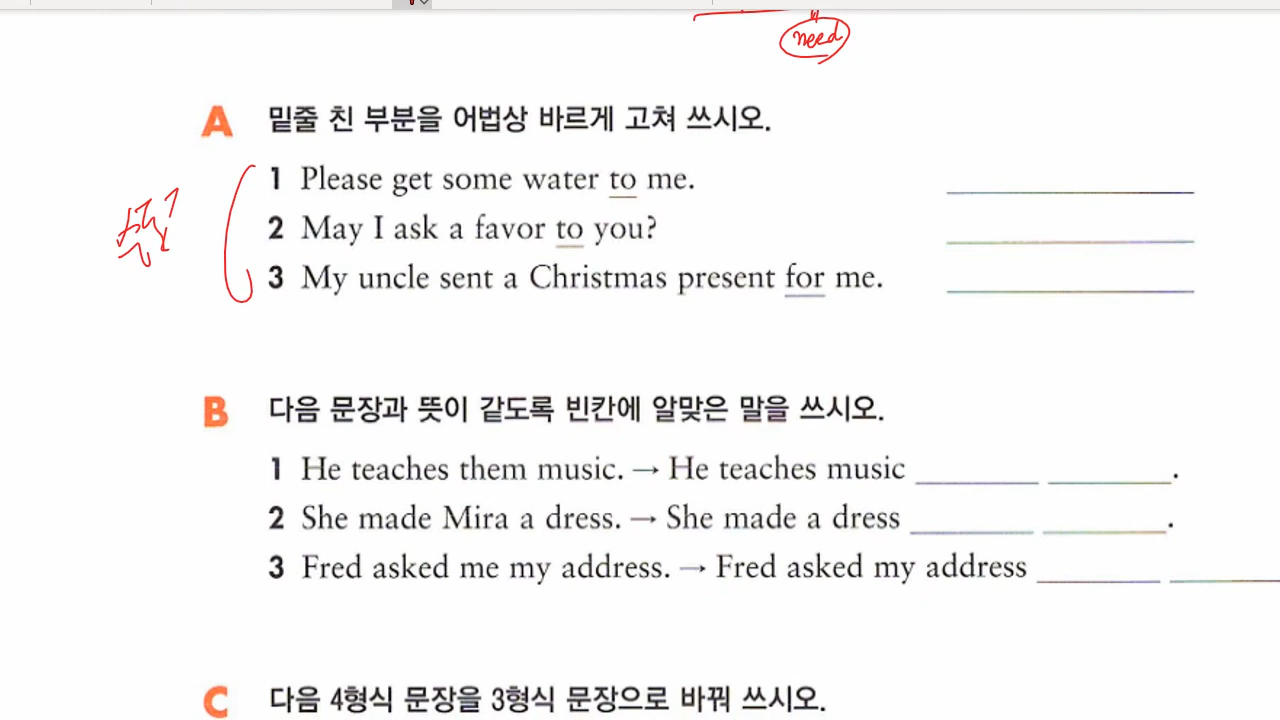 need
A 밑줄 친 부분을 어법상 바르게 고쳐 쓰시오.
1 Please get some water to me.
2 May I ask a favor to you?
3 My uncle sent a Christmas present for me.
B 다음 문장과 뜻이 같도록 빈칸에 알맞은 말을 쓰시오.
1 He teaches them music. → He teaches music
2 She made Mira a dress. → She made a dress
3 Fred asked me my address. → Fred asked my address
C 다음 4형식 문장을 3형식 문장으로 바꿔 쓰시오.